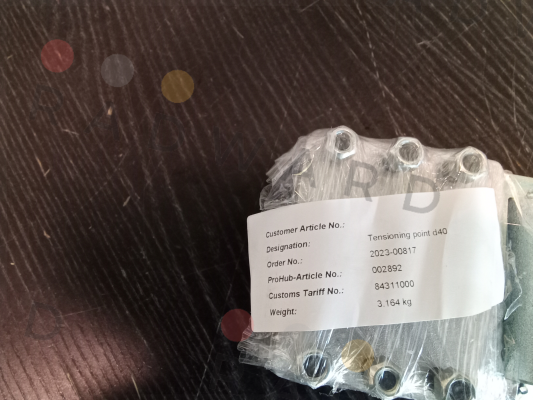 Customer Article No.:
Designation: Tensioning point d40
Order No.: 2023-00817
ProHub-Article No.: 002892
Customs Tariff No.: 84311000
Weight: 3.164 kg